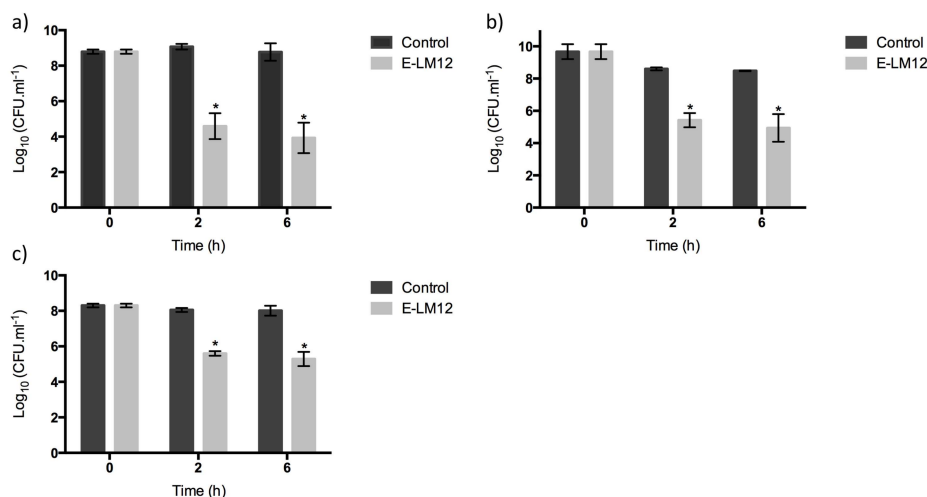 a)
Log10 (CFU.ml-1)
10
8
6
4
2
0
*
*
0 2 6
Time (h)
Control
E-LM12
b)
Log10 (CFU.ml-1)
10
8
6
4
2
0
*
*
0 2 6
Time (h)
Control
E-LM12
c)
Log10 (CFU.ml-1)
10
8
6
4
2
0
*
*
0 2 6
Time (h)
Control
E-LM12